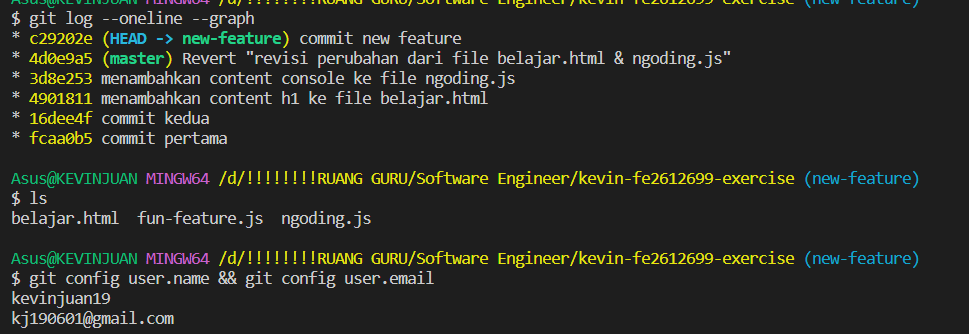 Asus@KEVINJUAN MINGW64 /d/!!!!!!!!RUANG GURU/Software Engineer/kevin-fe2612699-exercise (new-feature)
$ git log --oneline --graph
* c29202e (HEAD -> new-feature) commit new feature
* 4d0e9a5 (master) Revert "revisi perubahan dari file belajar.html & ngoding.js"
* 3d8e253 menambahkan content console ke file ngoding.js
* 4901811 menambahkan content h1 ke file belajar.html
* 16dee4f commit kedua
* fcaa0b5 commit pertama
Asus@KEVINJUAN MINGW64 /d/!!!!!!!!RUANG GURU/Software Engineer/kevin-fe2612699-exercise (new-feature)
$ ls
belajar.html  fun-feature.js  ngoding.js
Asus@KEVINJUAN MINGW64 /d/!!!!!!!!RUANG GURU/Software Engineer/kevin-fe2612699-exercise (new-feature)
$ git config user.name && git config user.email
kevinjuan19
kj190601@gmail.com